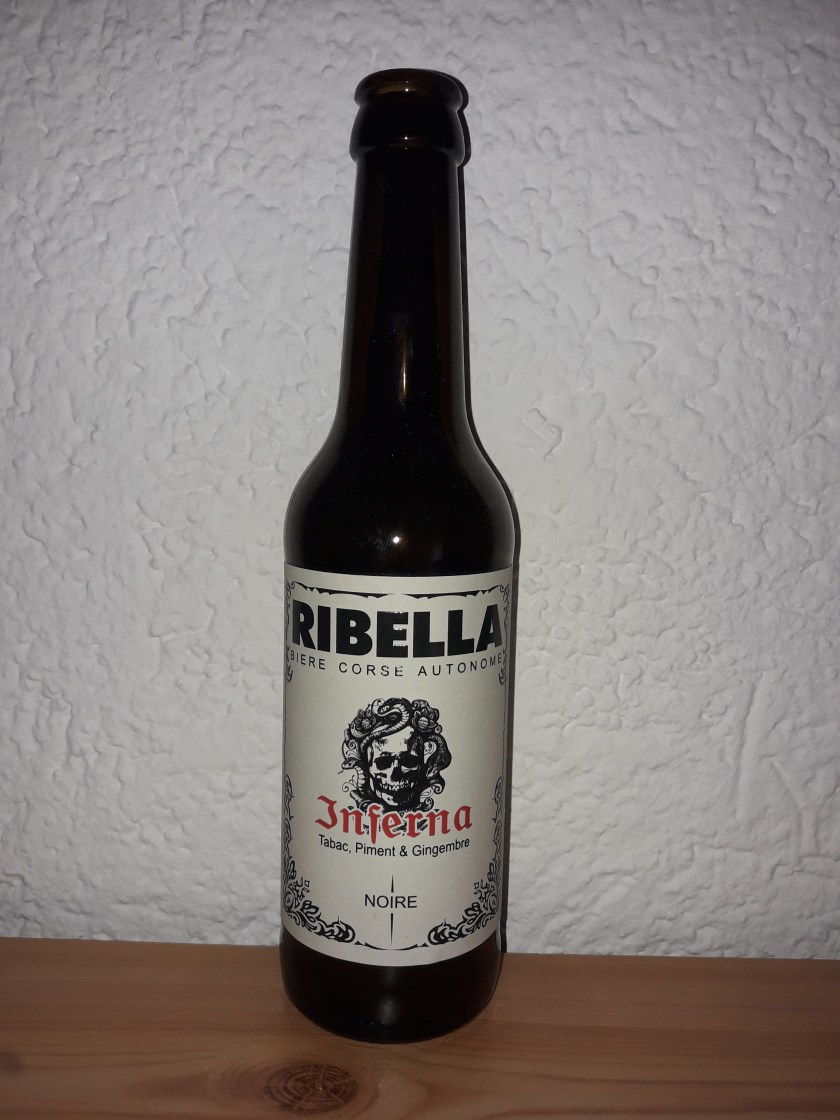 RIBELLA
BIERE CORSE AUTONOME
Inferna
Tabac, Piment & Gingembre
NOIRE